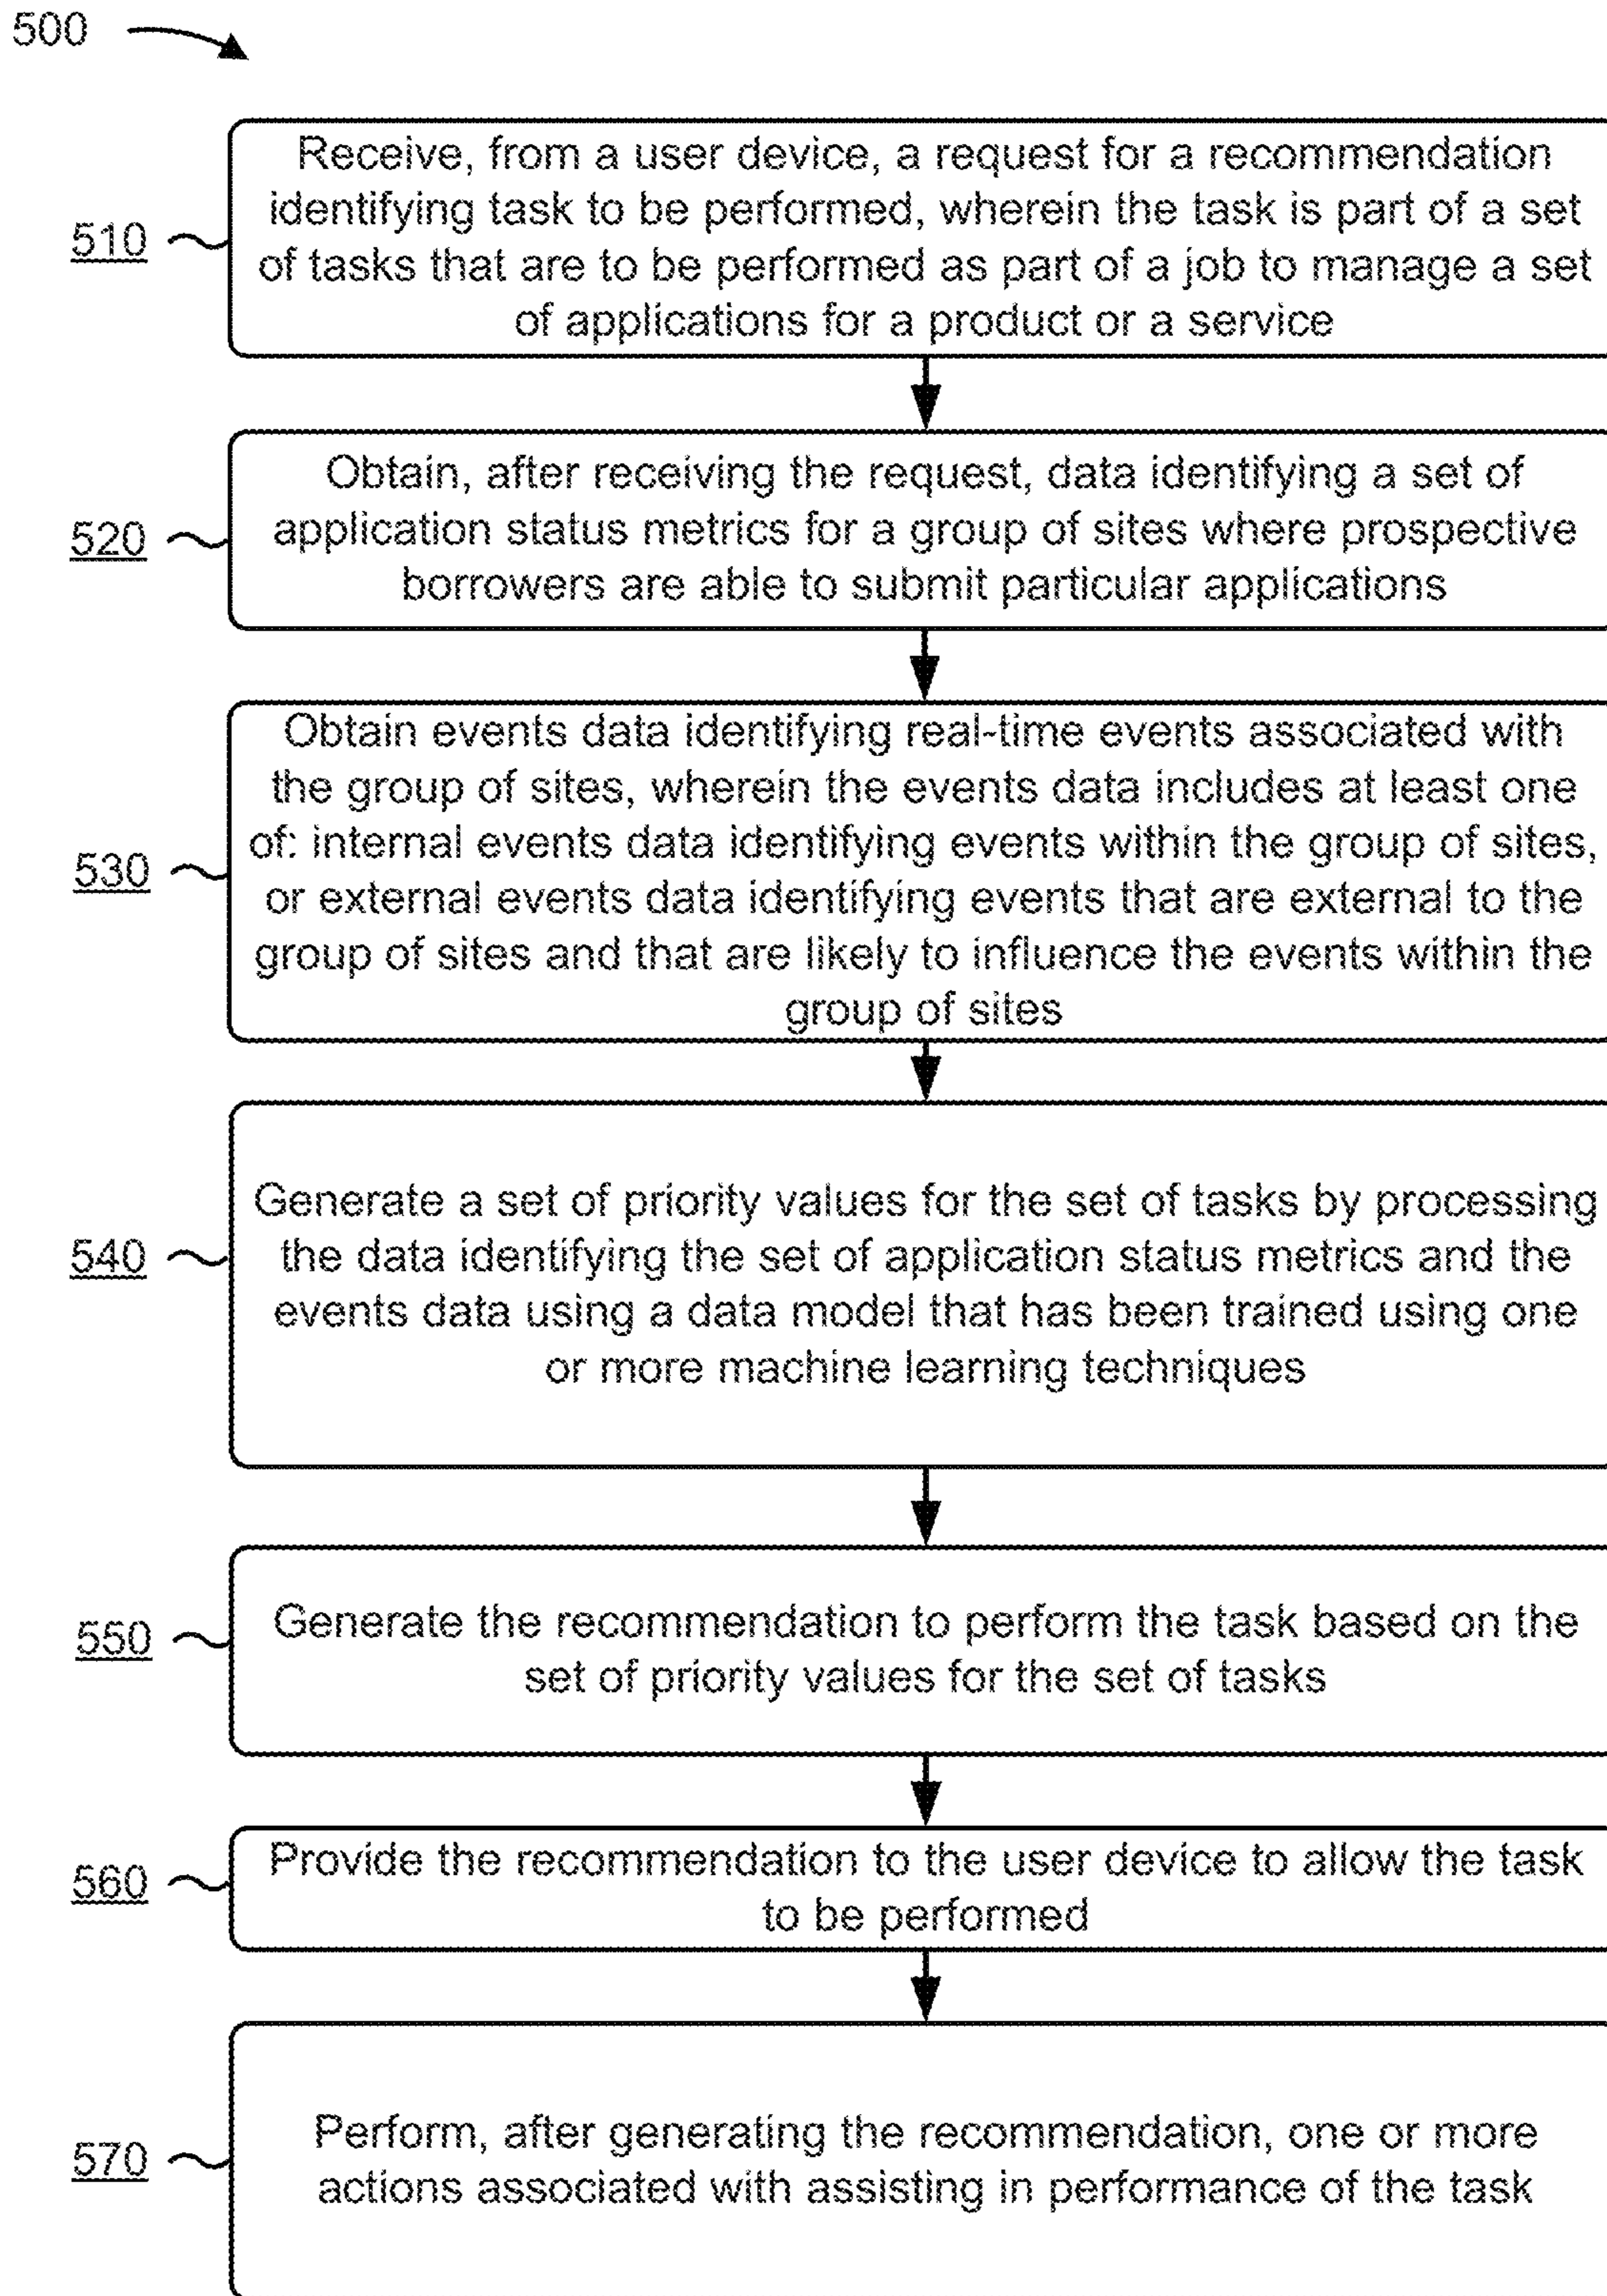 500
Receive, from a user device, a request for a recommendation
identifying task to be performed, wherein the task is part of a set
510
of tasks that are to be performed as part of a job to manage a set
of applications for a product or a service
Obtain, after receiving the request, data identifying a set of
application status metrics for a group of sites where prospective
520
borrowers are able to submit particular applications
Obtain events data identifying real-time events associated with
the group of sites, wherein the events data includes at least one
of: internal events data identifying events within the group of sites,
530
or external events data identifying events that are external to the
group of sites and that are likely to influence the events within the
group of sites
Generate a set of priority values for the set of tasks by processing
540
the data identifying the set of application status metrics and the
events data using a data model that has been trained using one
or more machine learning techniques
550
Generate the recommendation to perform the task based on the
set of priority values for the set of tasks
560
Provide the recommendation to the user device to allow the task
to be performed
570
Perform, after generating the recommendation, one or more
actions associated with assisting in performance of the task